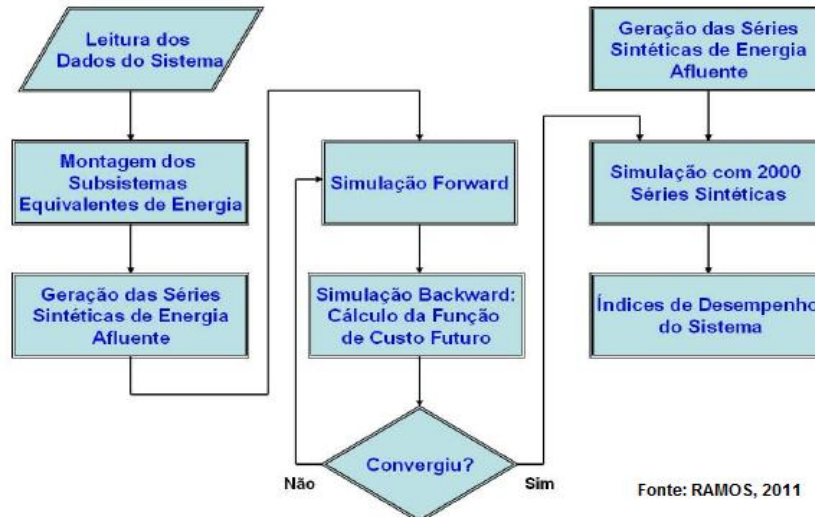 Leitura dos
Dados do Sistema
Montagem dos
Subsistemas
Equivalentes de Energia
Geração das Séries
Sintéticas de Energia
Afluente
Simulação Forward
Simulação Backward:
Cálculo da Função
de Custo Futuro
Convergiu?
Não
Sim
Geração das Séries
Sintéticas de Energia
Afluente
Simulação com 2000
Séries Sintéticas
Índices de Desempenho
do Sistema
Fonte: RAMOS, 2011